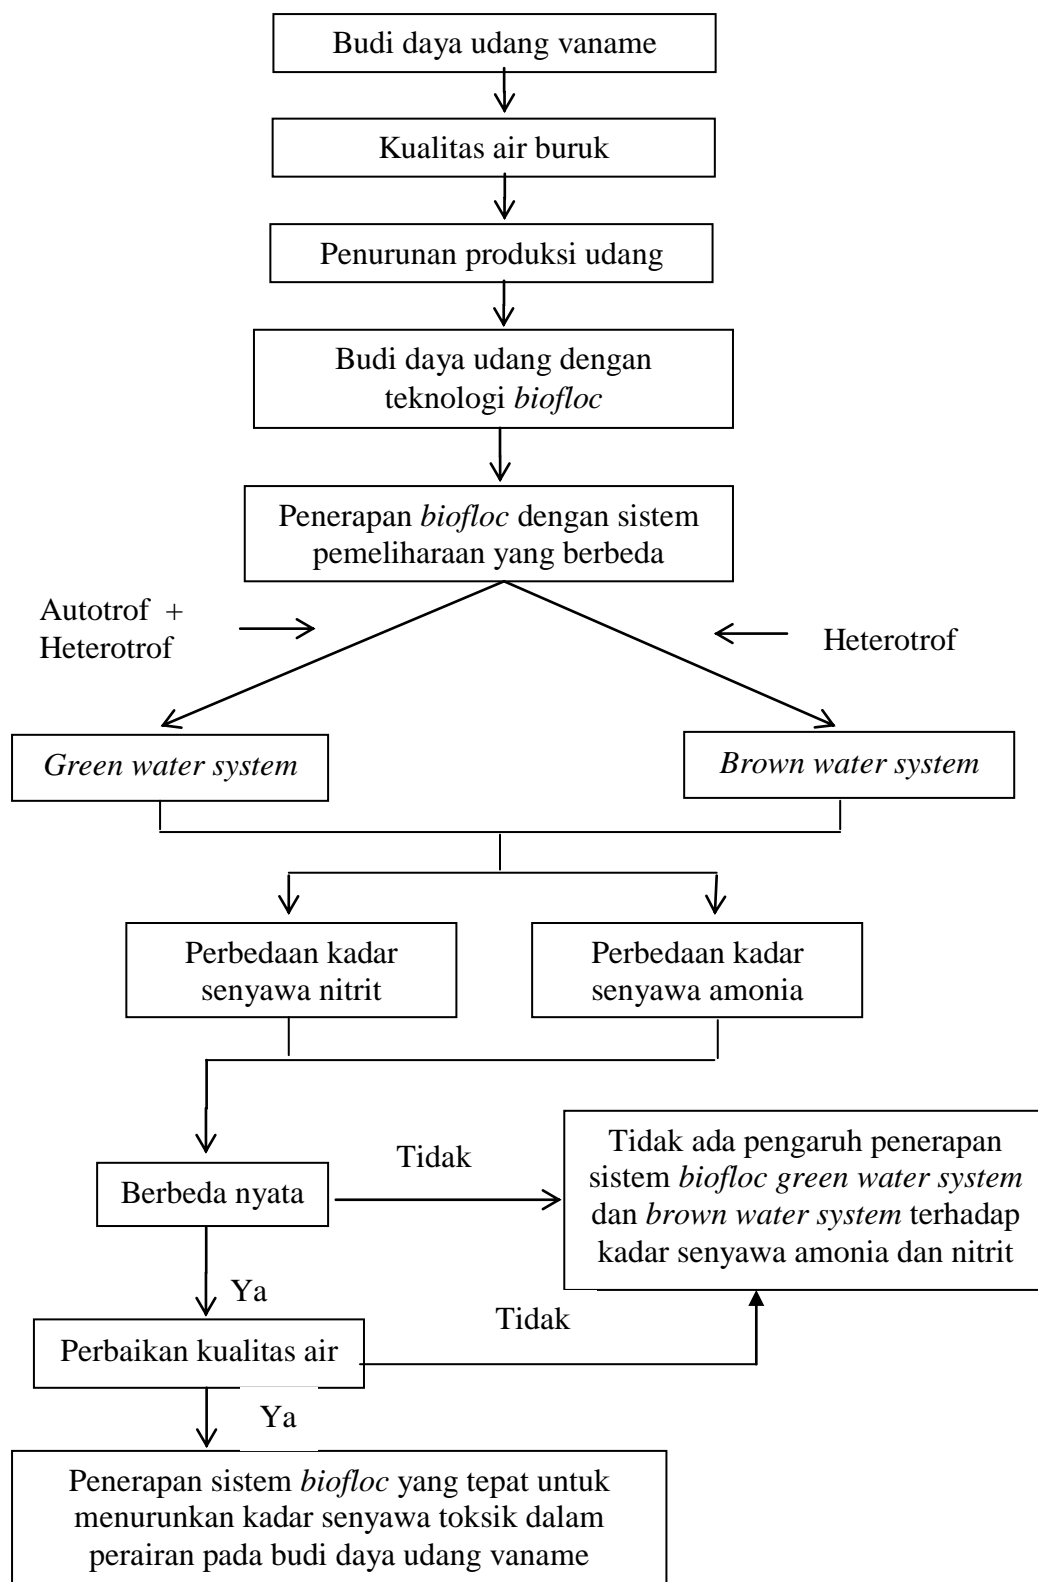 Budi daya udang vaname
Kualitas air buruk
Penurunan produksi udang
Budi daya udang dengan
teknologi biofloc
Penerapan biofloc dengan sistem
pemeliharaan yang berbeda
Autotrof +
Heterotrof
Heterotrof
Green water system
Brown water system
Perbedaan kadar
senyawa nitrit
Perbedaan kadar
senyawa amonia
Berbeda nyata
Tidak
Tidak ada pengaruh penerapan
sistem biofloc green water system
dan brown water system terhadap
kadar senyawa amonia dan nitrit
Ya
Tidak
Perbaikan kualitas air
Ya
Penerapan sistem biofloc yang tepat untuk
menurunkan kadar senyawa toksik dalam
perairan pada budi daya udang vaname